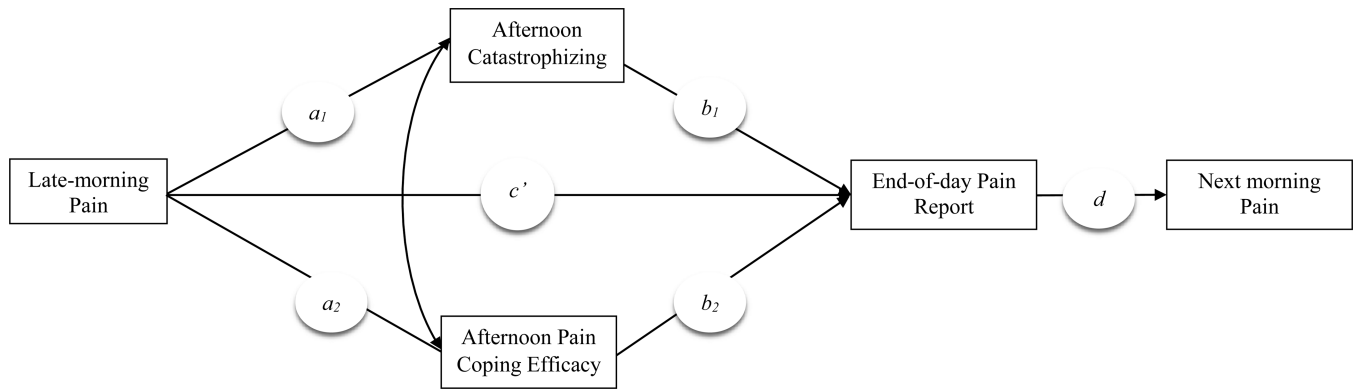 Afternoon
Catastrophizing
a1
b1
Late-morning
Pain
c’
End-of-day Pain
Report
d
Next morning
Pain
a2
b2
Afternoon Pain
Coping Efficacy